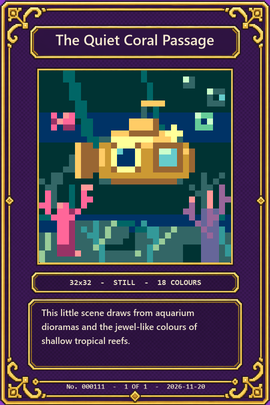 The Quiet Coral Passage
32x32 - STILL - 18 COLOURS
This little scene draws from aquarium
dioramas and the jewel-like colours of
shallow tropical reefs.
No. 000111 - 1 OF 1 - 2026-11-20